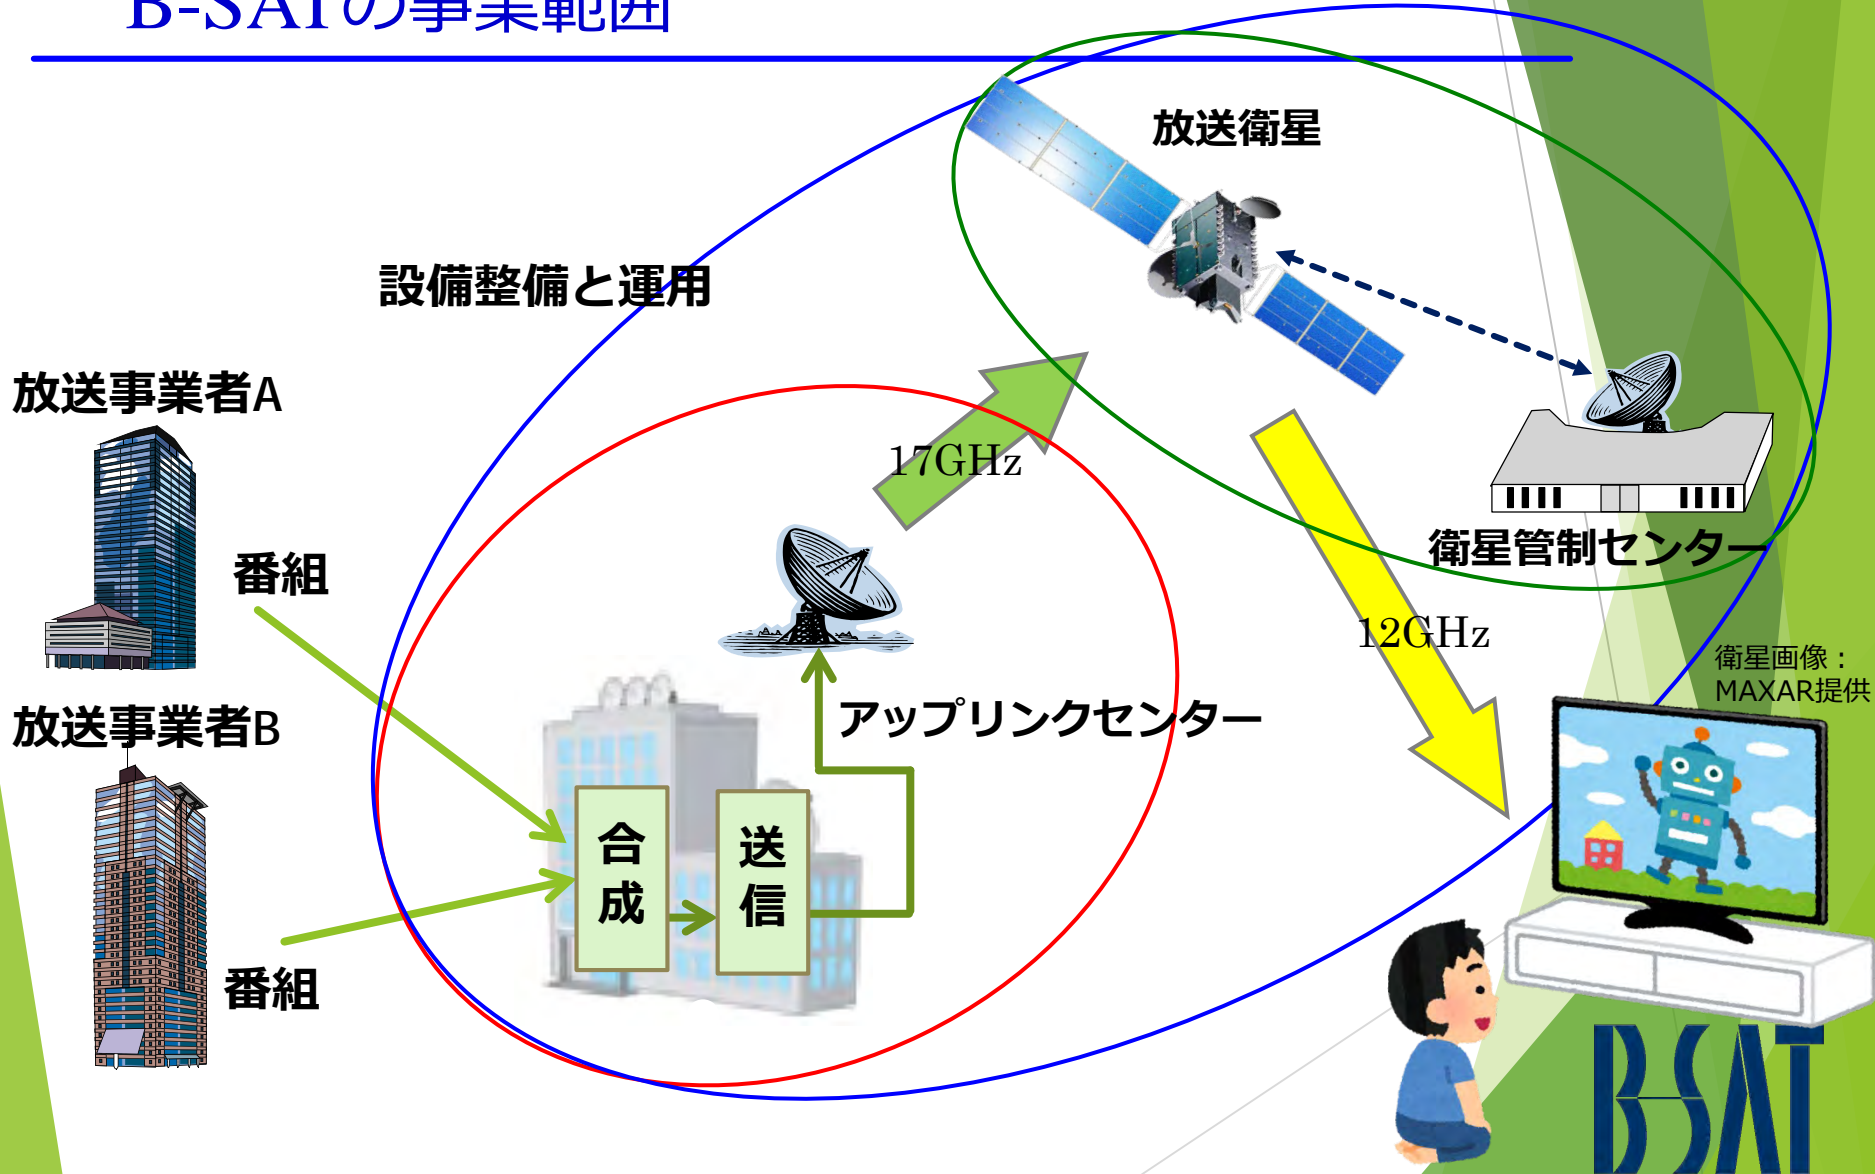 B-SATの事業範囲
放送衛星
設備整備と運用
放送事業者A
17GHz
番組
衛星管制センター
12GHz
衛星画像：
MAXAR提供
放送事業者B
アップリンクセンター
合成
送信
番組
B-SAT